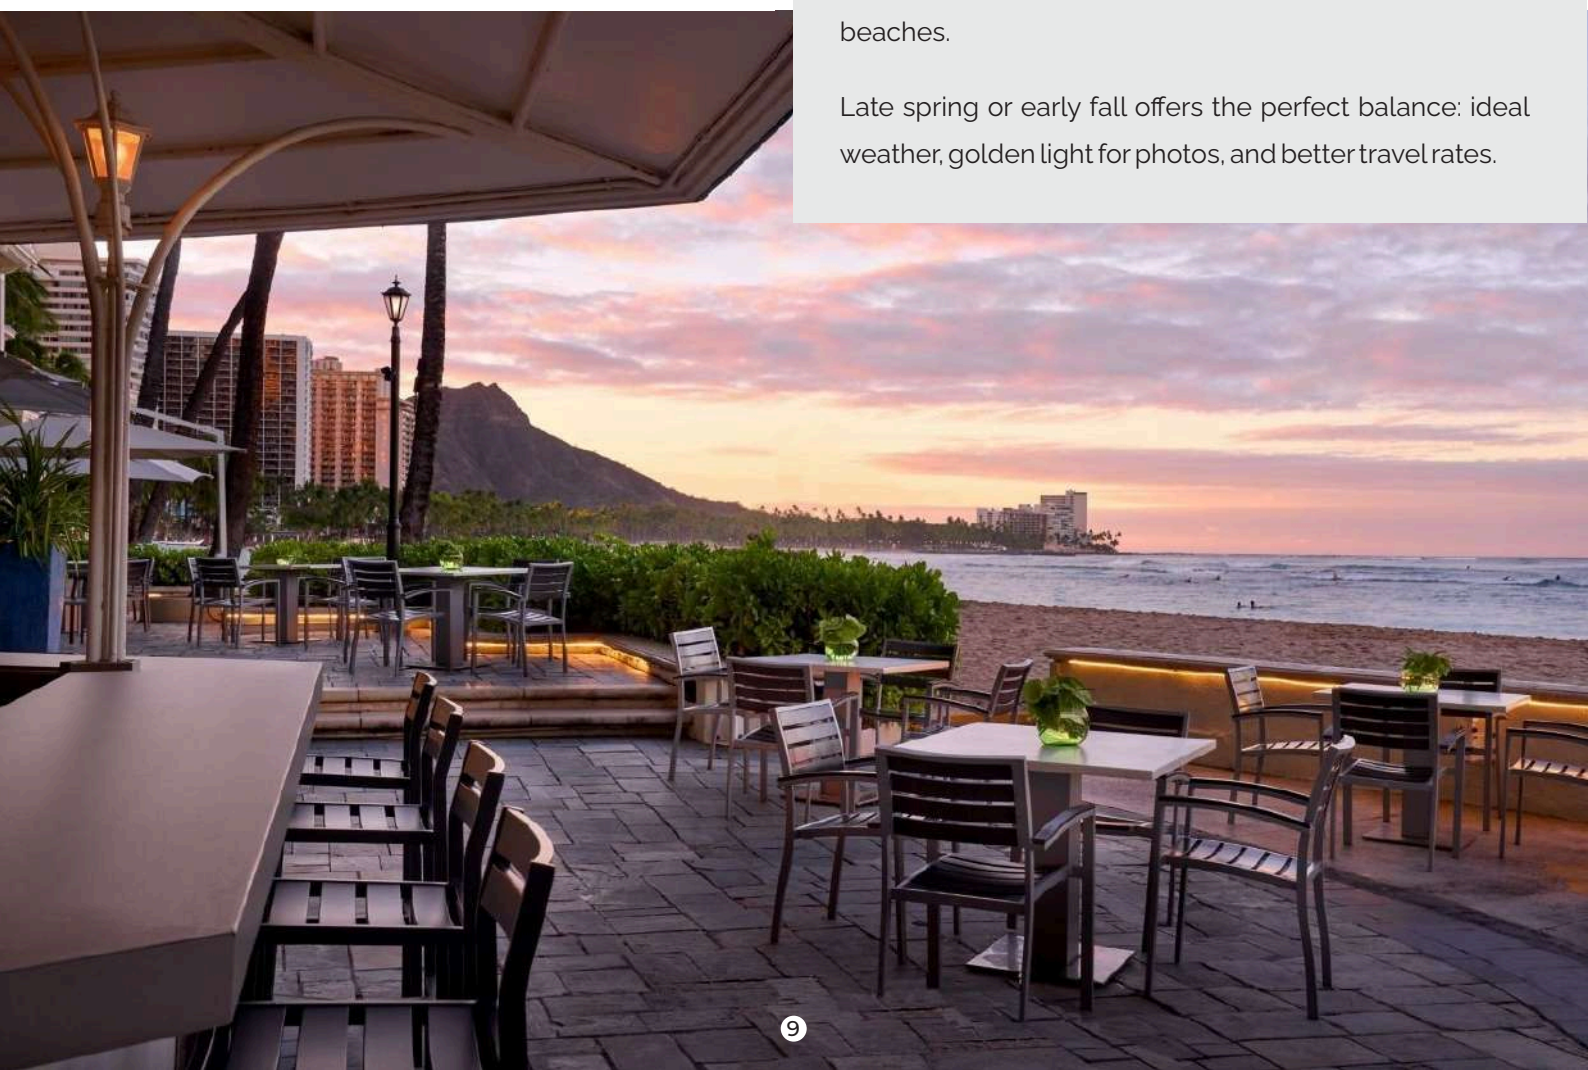 beaches.
Late spring or early fall offers the perfect balance: ideal
weather, golden light for photos, and better travel rates.
9